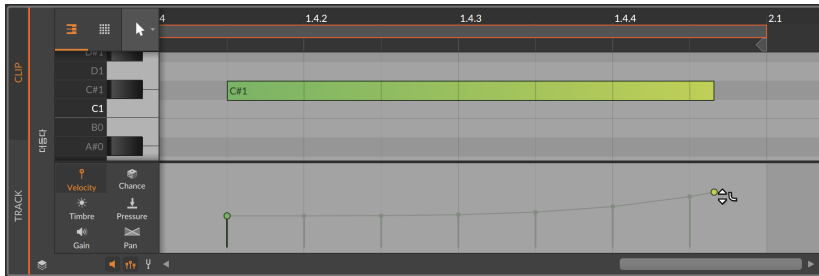 4 1.4.2 1.4.3 1.4.4 2.1
CLIP
TRACK
D#1
D1
C#1
C#1
C1
B0
A#0
Velocity Chance
Timbre Pressure
Gain Pan